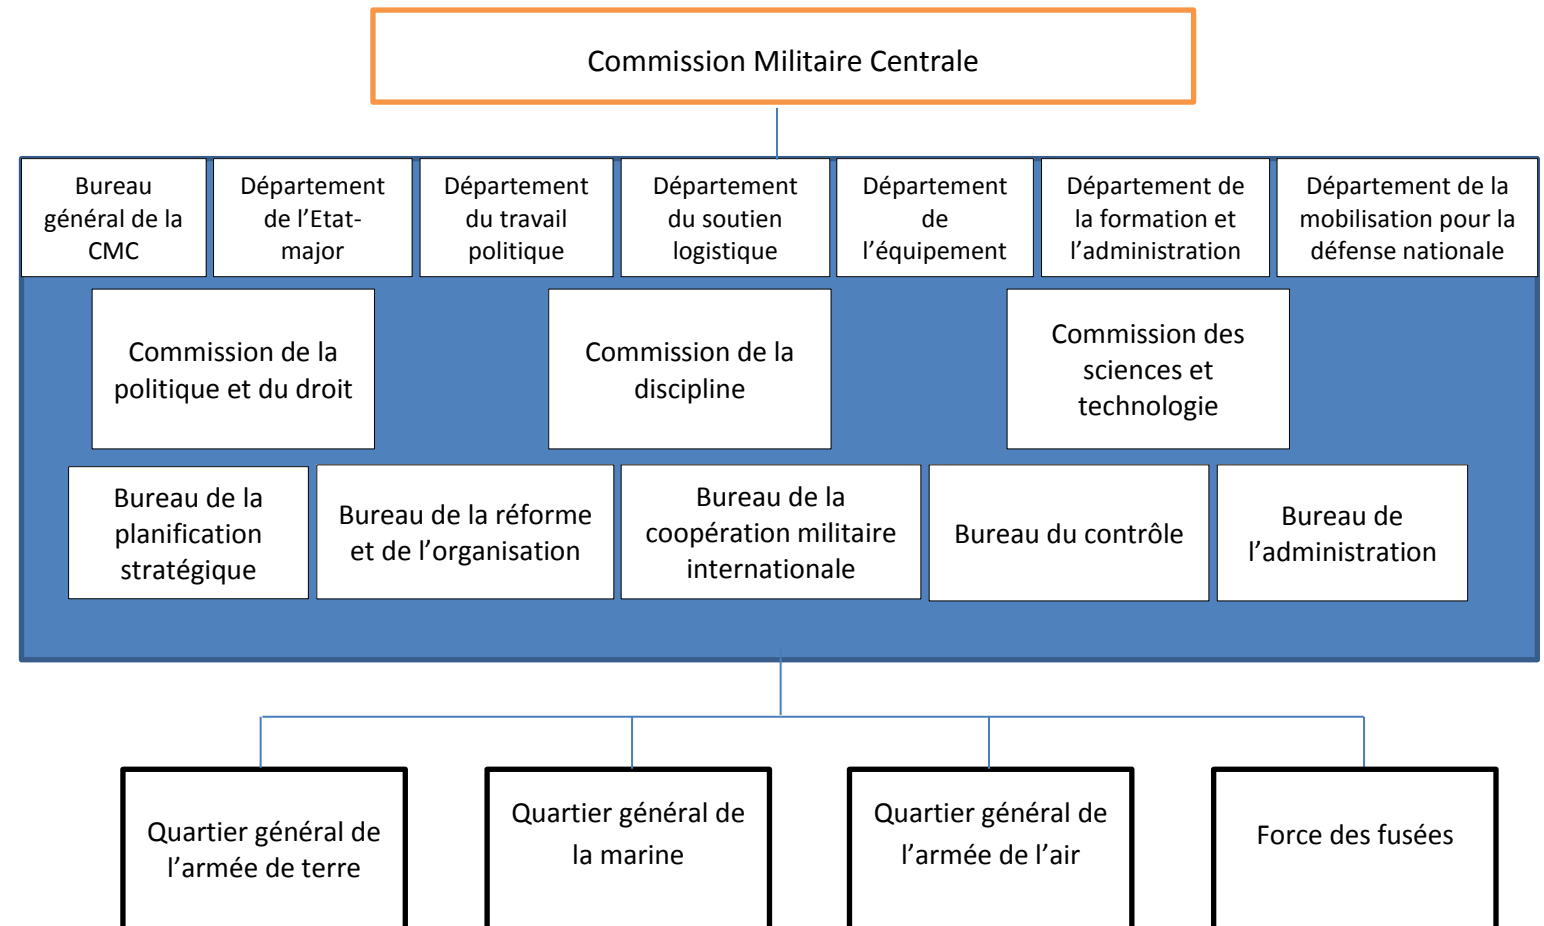 Commission Militaire Centrale
Bureau
général de la
CMC
Département
de l’Etat-
major
Département
du travail
politique
Département
du soutien
logistique
Département
de
l’équipement
Département de
la formation et
l’administration
Département de la
mobilisation pour la
défense nationale
Commission de la
politique et du droit
Commission de la
discipline
Commission des
sciences et
technologie
Bureau de la
planification
stratégique
Bureau de la réforme
et de l’organisation
Bureau de la
coopération militaire
internationale
Bureau du contrôle
Bureau de
l’administration
Quartier général de
l’armée de terre
Quartier général de
la marine
Quartier général de
l’armée de l’air
Force des fusées